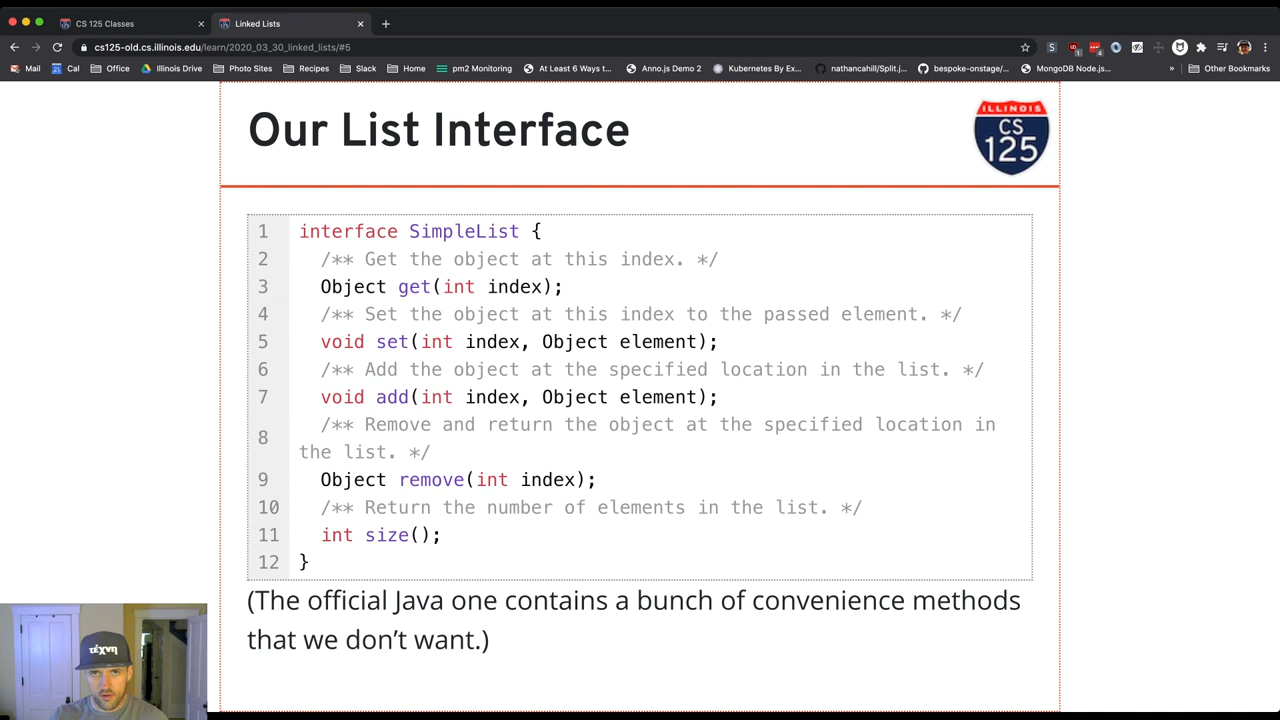 CS 125 Classes
Linked Lists
cs125-old.cs.illinois.edu/learn/2020_03_30_linked_lists/#5
Mail Cal Office Illinois Drive Photo Sites Recipes Slack Home pm2 Monitoring At Least 6 Ways t... Anno.js Demo 2 Kubernetes By Ex... nathancahill/Split.j... bespoke-onstage/... MongoDB Node.js... » Other Bookmarks
Our List Interface
ILLINOIS
CS
125
1 interface SimpleList {
2 /** Get the object at this index. */
3 Object get(int index);
4 /** Set the object at this index to the passed element. */
5 void set(int index, Object element);
6 /** Add the object at the specified location in the list. */
7 void add(int index, Object element);
8 /** Remove and return the object at the specified location in
the list. */
9 Object remove(int index);
10 /** Return the number of elements in the list. */
11 int size();
12 }
(The official Java one contains a bunch of convenience methods
that we don't want.)
τέχνη